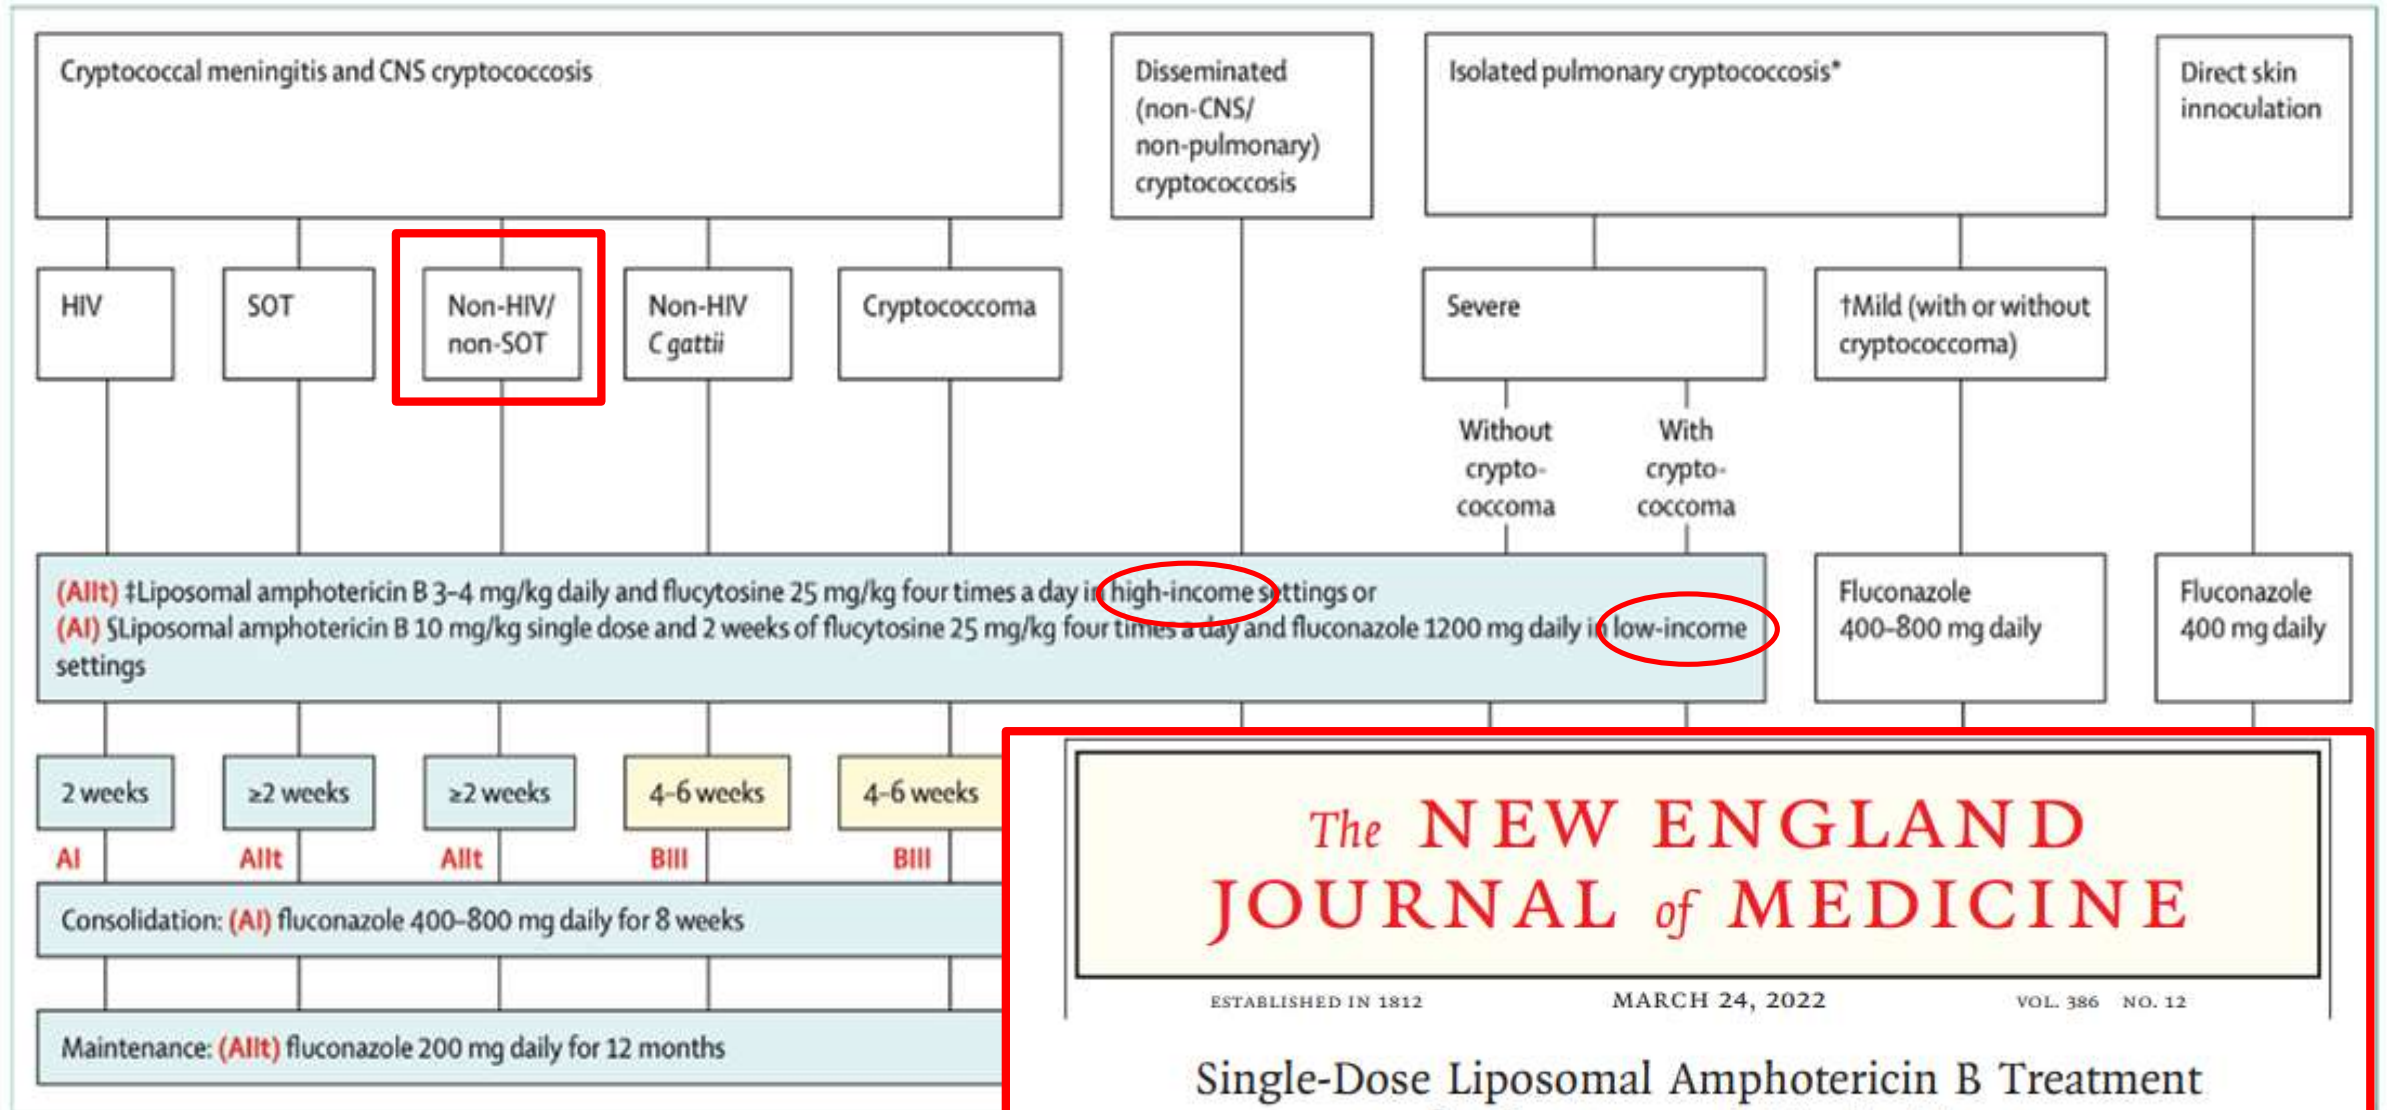 Cryptococcal meningitis and CNS cryptococcosis
Disseminated
(non-CNS/
non-pulmonary)
cryptococcosis
Isolated pulmonary cryptococcosis*
Direct skin
innoculation
HIV
SOT
Non-HIV/
non-SOT
Non-HIV
C gattii
Cryptococcoma
Severe
†Mild (with or without
cryptococcoma)
Without
crypto-
coccoma
With
crypto-
coccoma
(AIIt) ‡Liposomal amphotericin B 3–4 mg/kg daily and flucytosine 25 mg/kg four times a day in high-income settings or
(AI) §Liposomal amphotericin B 10 mg/kg single dose and 2 weeks of flucytosine 25 mg/kg four times a day and fluconazole 1200 mg daily in low-income
settings
Fluconazole
400–800 mg daily
Fluconazole
400 mg daily
2 weeks
≥2 weeks
≥2 weeks
4–6 weeks
4–6 weeks
AI
AIIt
AIIt
BIII
BIII
Consolidation: (AI) fluconazole 400–800 mg daily for 8 weeks
Maintenance: (AIIt) fluconazole 200 mg daily for 12 months
The NEW ENGLAND
JOURNAL of MEDICINE
ESTABLISHED IN 1812
MARCH 24, 2022
VOL. 386 NO. 12
Single-Dose Liposomal Amphotericin B Treatment